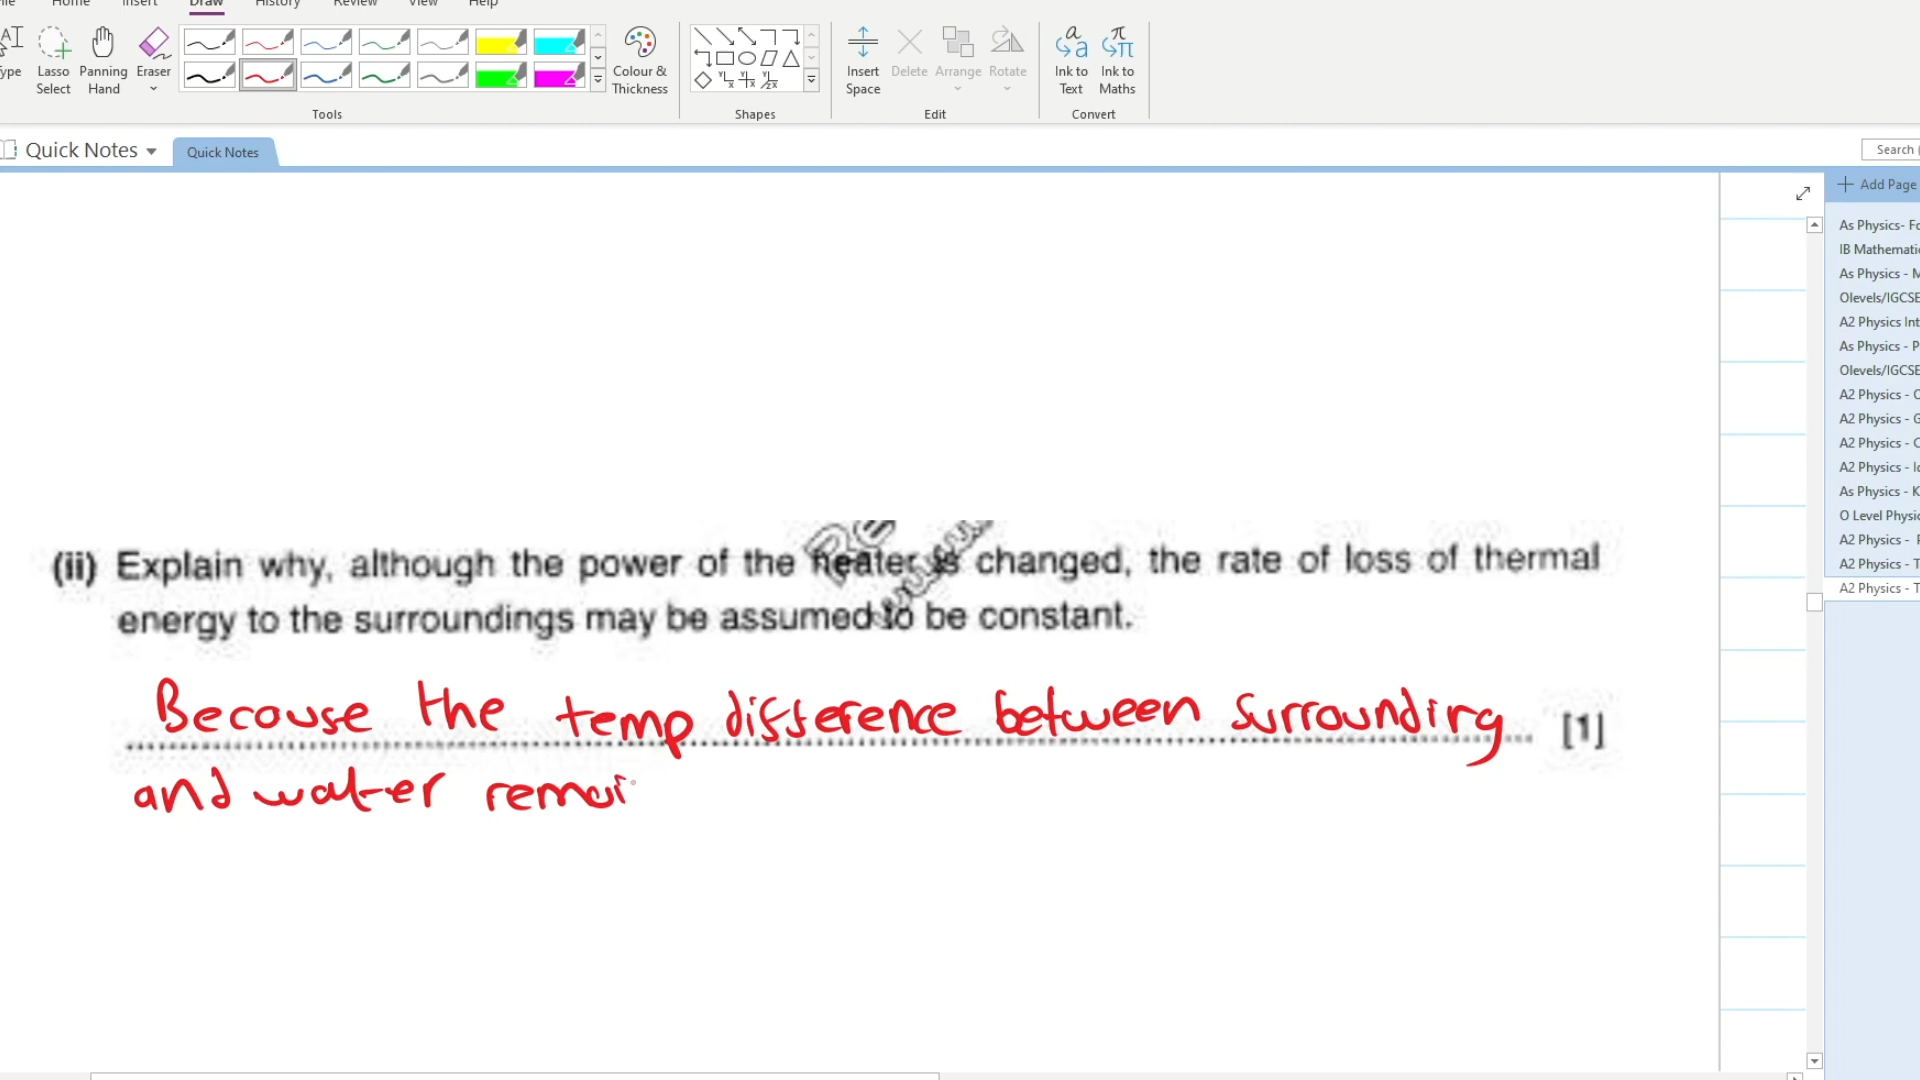 Home Insert Draw History Review View Help
Type
Lasso Select
Panning Hand
Eraser
Colour & Thickness
Insert Space
Delete
Arrange
Rotate
Ink to Text
Ink to Maths
Tools
Shapes
Edit
Convert
Quick Notes
Quick Notes
Search
Add Page
As Physics- Fo
IB Mathemati
As Physics - M
Olevels/IGCSE
A2 Physics Int
As Physics - P
Olevels/IGCSE
A2 Physics - O
A2 Physics - G
A2 Physics - C
A2 Physics - Id
As Physics - K
O Level Physic
A2 Physics -
A2 Physics - T
A2 Physics - T
(ii) Explain why, although the power of the heater is changed, the rate of loss of thermal
energy to the surroundings may be assumed to be constant.
Because the temp difference between surrounding
[1]
and water remai